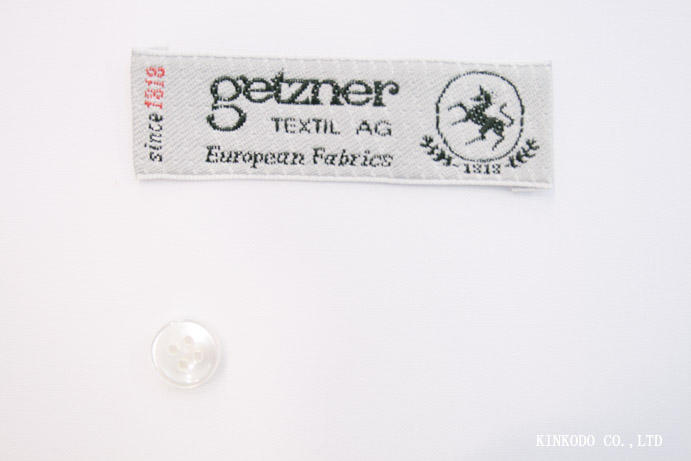 since 1818
getzner
TEXTIL AG
European Fabrics
1818
KINKODO CO.,LTD